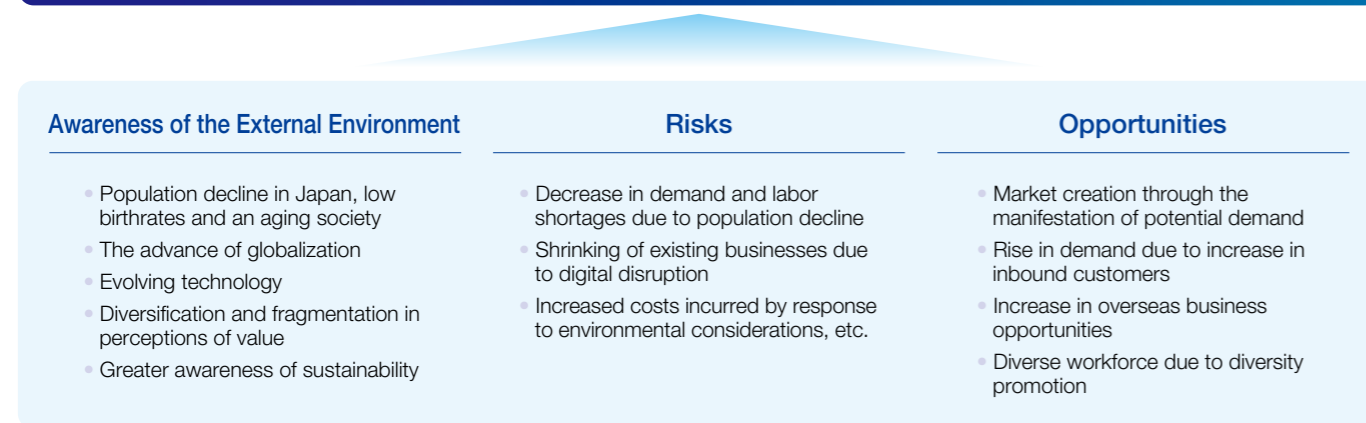 Awareness of the External Environment
• Population decline in Japan, low
birthrates and an aging society
• The advance of globalization
• Evolving technology
• Diversification and fragmentation in
perceptions of value
• Greater awareness of sustainability
Risks
• Decrease in demand and labor
shortages due to population decline
• Shrinking of existing businesses due
to digital disruption
• Increased costs incurred by response
to environmental considerations, etc.
Opportunities
• Market creation through the
manifestation of potential demand
• Rise in demand due to increase in
inbound customers
• Increase in overseas business
opportunities
• Diverse workforce due to diversity
promotion